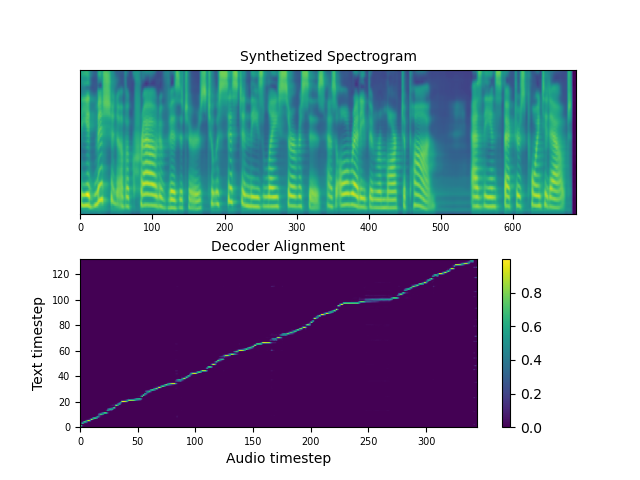 Synthetized Spectrogram
0 100 200 300 400 500 600
Decoder Alignment
120
100
80
60
40
20
0
0 50 100 150 200 250 300
Text timestep
Audio timestep
0.8
0.6
0.4
0.2
0.0